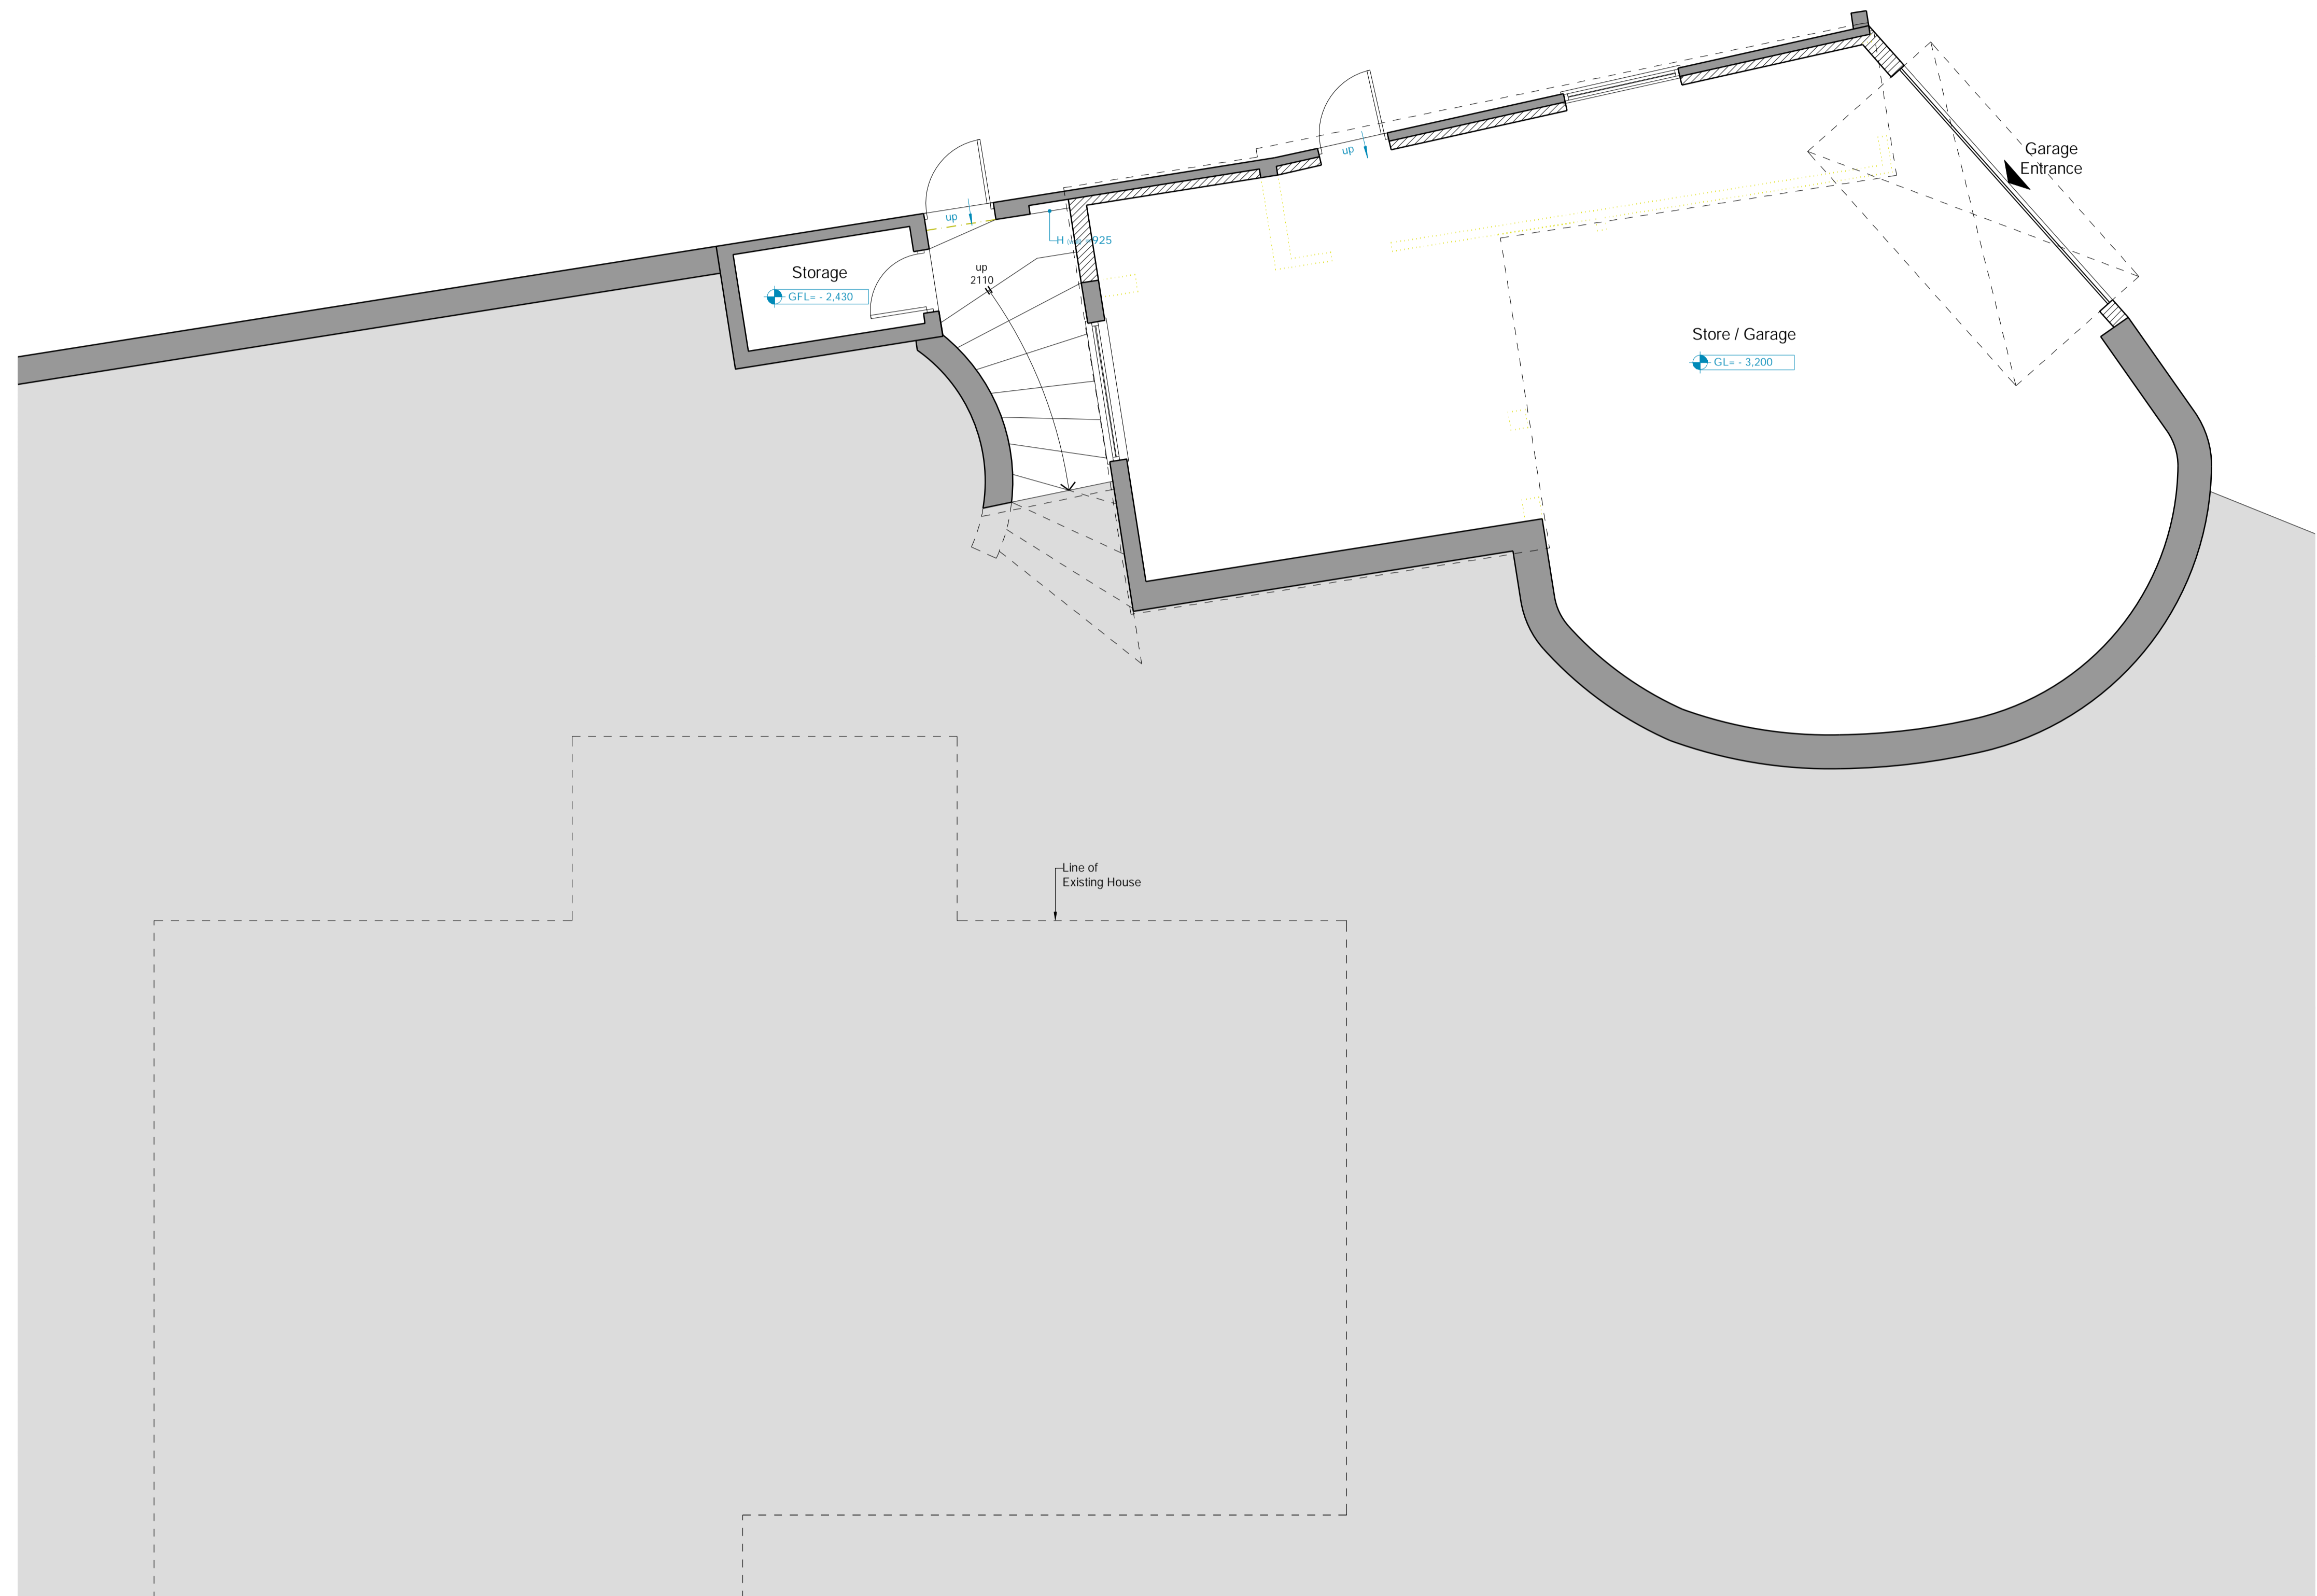 Garage
Entrance
up
up
H 925
Storage
GFL= - 2,430
up
2110
Store / Garage
GL= - 3,200
Line of
Existing House